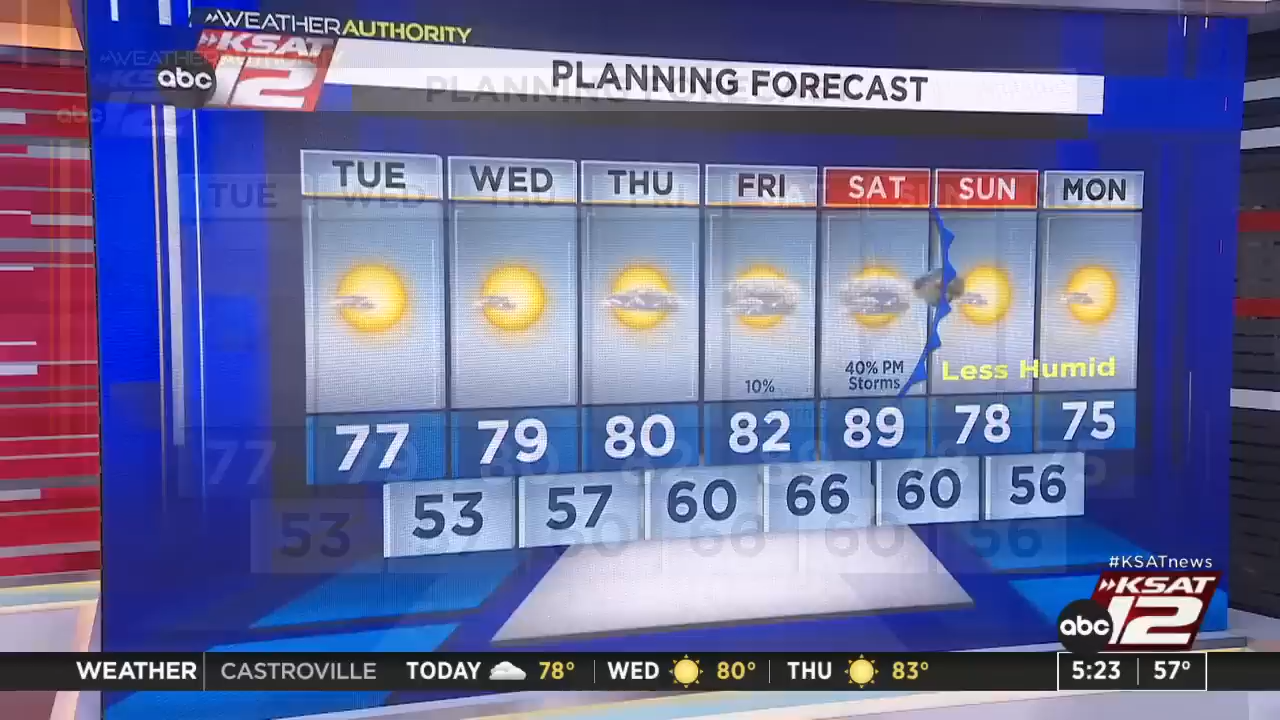 WEATHERAUTHORITY
KSAT
abc 12
PLANNING FORECAST
TUE WED THU FRI SAT SUN MON
10% 40% PM Storms Less Humid
77 79 80 82 89 78 75
53 57 60 66 60 56
#KSATnews
KSAT
abc 12
WEATHER CASTROVILLE TODAY 78° WED 80° THU 83° 5:23 57°